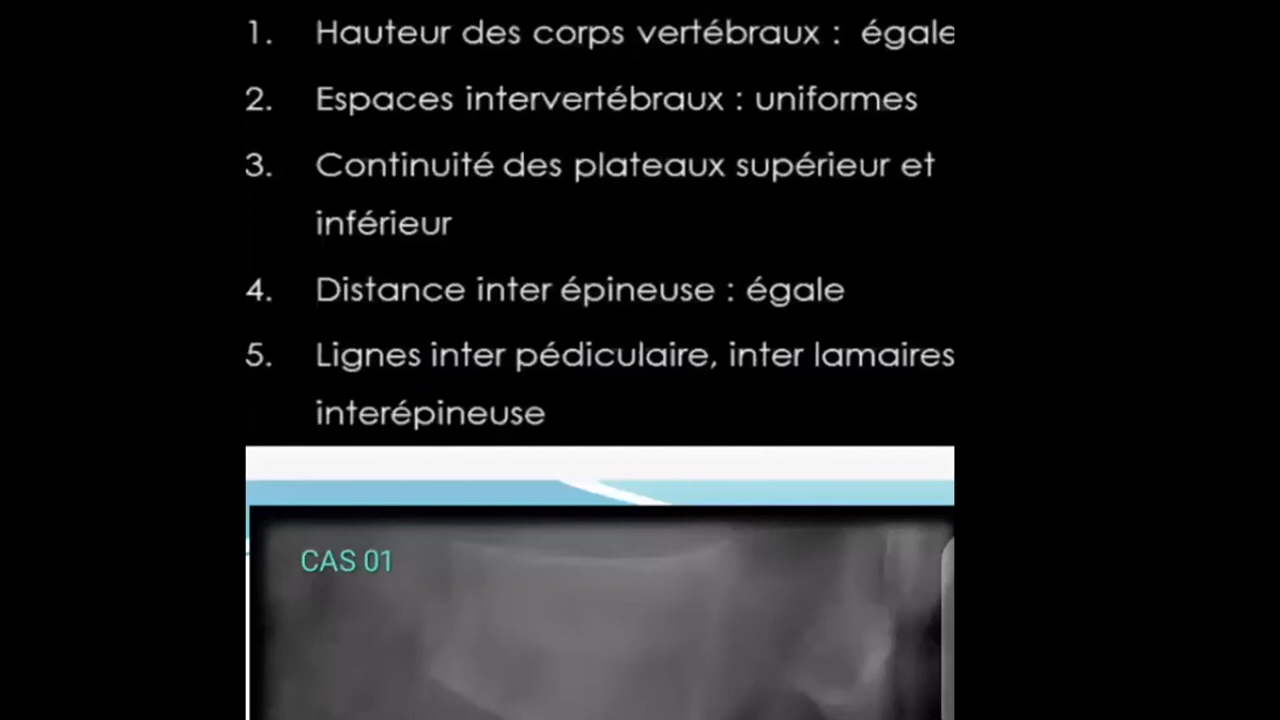 1. Hauteur des corps vertébraux : égale
2. Espaces intervertébraux : uniformes
3. Continuité des plateaux supérieur et
inférieur
4. Distance inter épineuse : égale
5. Lignes inter pédiculaire, inter lamaires
interépineuse
CAS 01